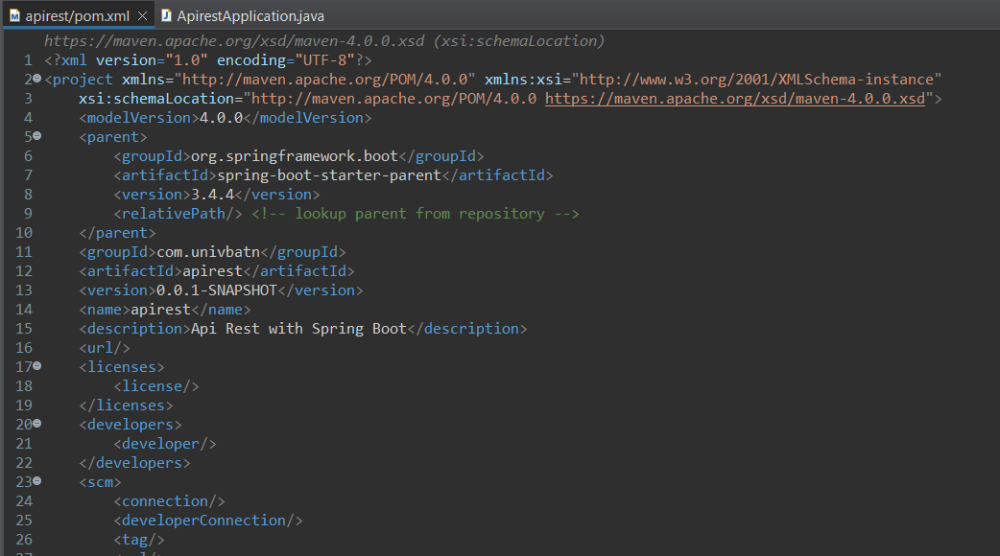 apirest/pom.xml ApirestApplication.java
https://maven.apache.org/xsd/maven-4.0.0.xsd (xsi:schemaLocation)
1 <?xml version="1.0" encoding="UTF-8"?>
2 <project xmlns="http://maven.apache.org/POM/4.0.0" xmlns:xsi="http://www.w3.org/2001/XMLSchema-instance"
3 xsi:schemaLocation="http://maven.apache.org/POM/4.0.0 https://maven.apache.org/xsd/maven-4.0.0.xsd">
4 <modelVersion>4.0.0</modelVersion>
5 <parent>
6 <groupId>org.springframework.boot</groupId>
7 <artifactId>spring-boot-starter-parent</artifactId>
8 <version>3.4.4</version>
9 <relativePath/> <!-- lookup parent from repository -->
10 </parent>
11 <groupId>com.univbatn</groupId>
12 <artifactId>apirest</artifactId>
13 <version>0.0.1-SNAPSHOT</version>
14 <name>apirest</name>
15 <description>Api Rest with Spring Boot</description>
16 <url/>
17 <licenses>
18 <license/>
19 </licenses>
20 <developers>
21 <developer/>
22 </developers>
23 <scm>
24 <connection/>
25 <developerConnection/>
26 <tag/>